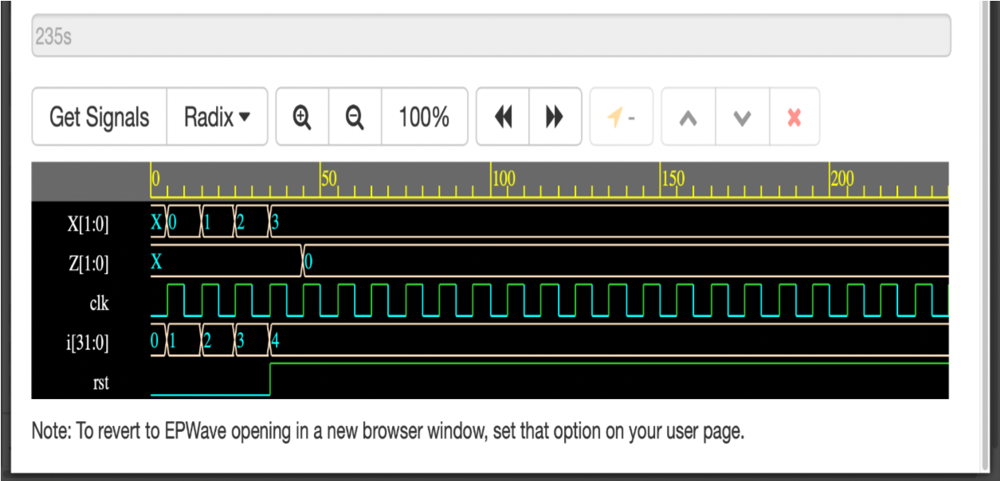 235s
Get Signals Radix 100% -
0 50 100 150 200
X[1:0] X 0 1 2 3
Z[1:0] X 0
clk
i[31:0] 0 1 2 3 4
rst
Note: To revert to EPWave opening in a new browser window, set that option on your user page.